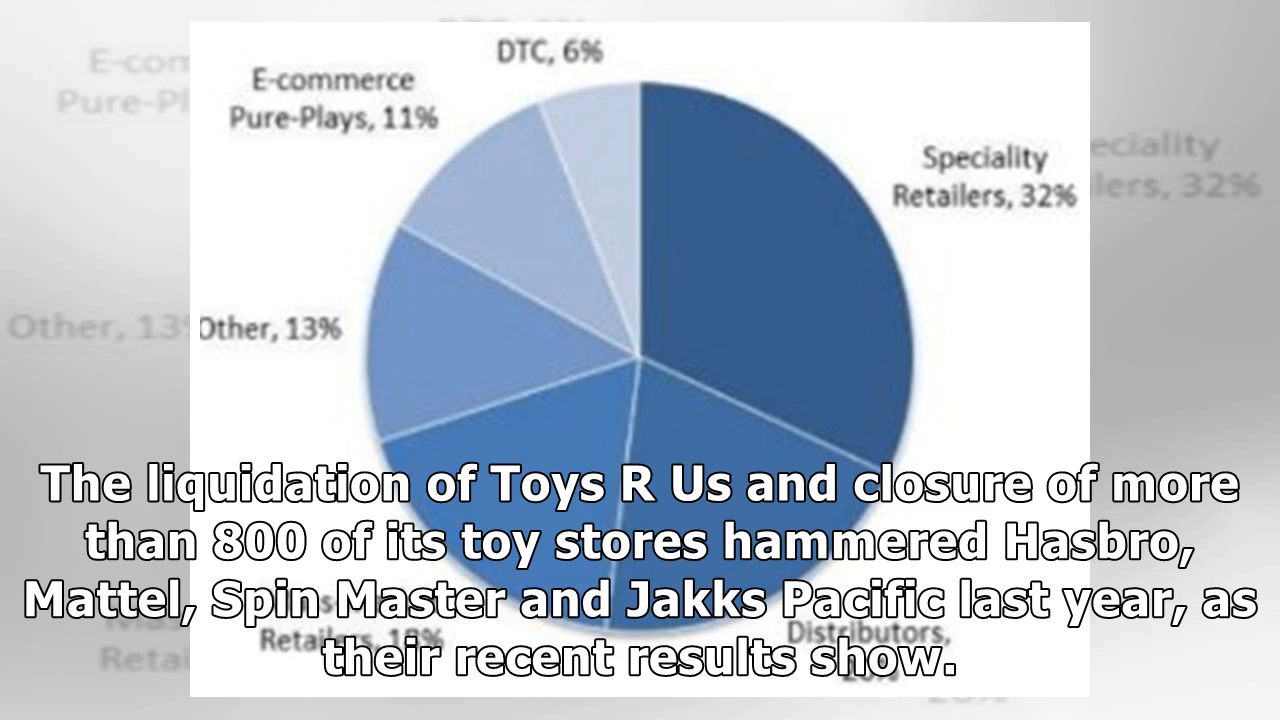 DTC, 6%
E-commerce
Pure-Plays, 11%
Speciality
Retailers, 32%
Other, 13%
The liquidation of Toys R Us and closure of more
than 800 of its toy stores hammered Hasbro,
Mattel, Spin Master and Jakks Pacific last year, as
their recent results show.
Retailers,
Distributors,